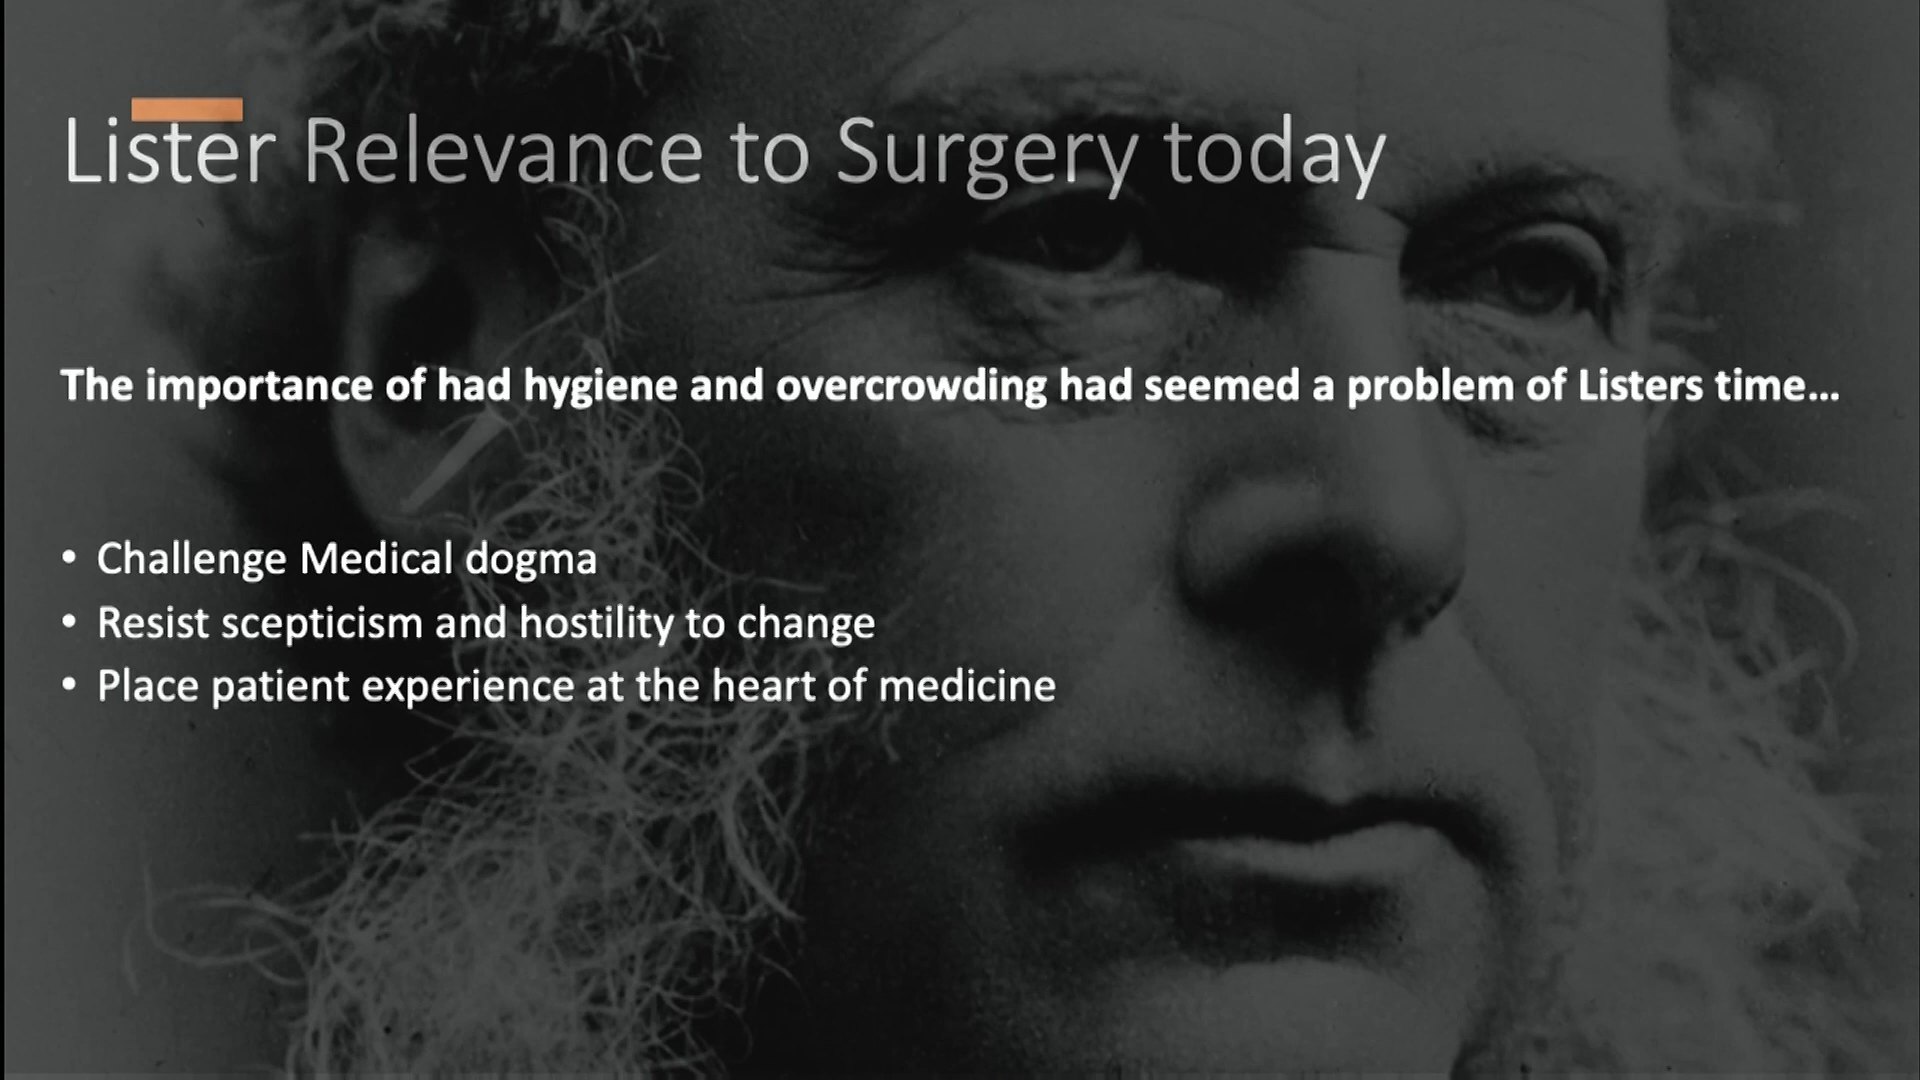 Lister Relevance to Surgery today
The importance of had hygiene and overcrowding had seemed a problem of Listers time...
• Challenge Medical dogma
• Resist scepticism and hostility to change
• Place patient experience at the heart of medicine